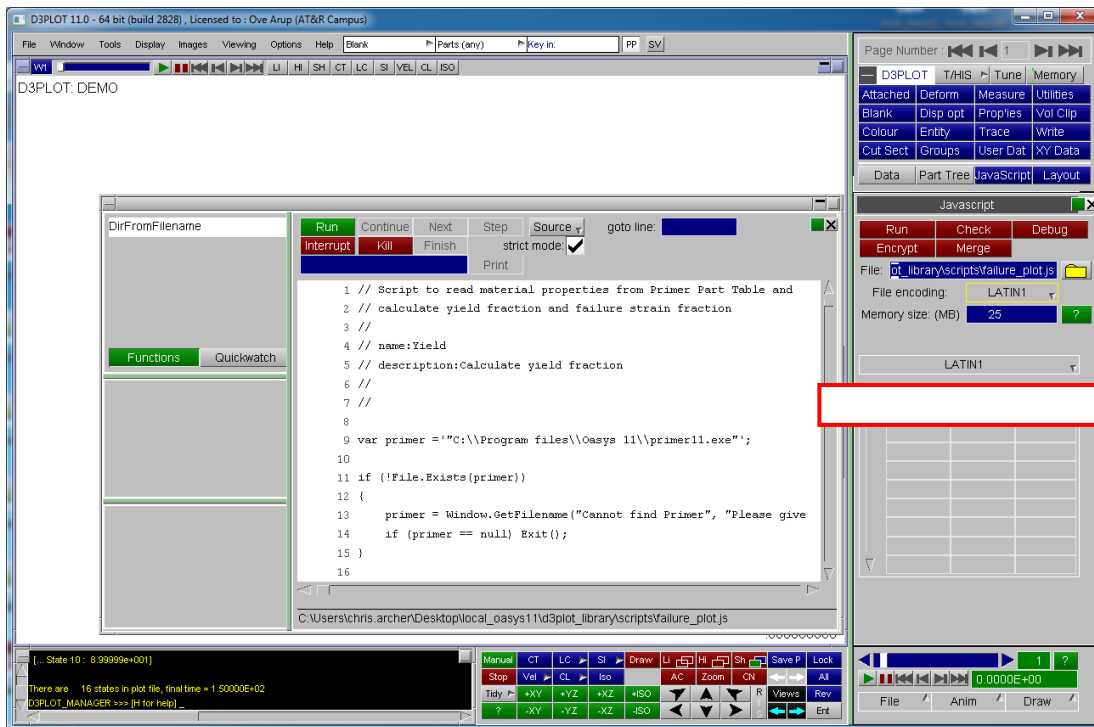 D3PLOT 11.0 - 64 bit (build 2828) , Licensed to : Ove Arup (AT&R Campus)
File Window Tools Display Images Viewing Options Help Blank Parts (any) Key in: PP SV
W1 LI HI SH CT LC SI VEL CL ISO
D3PLOT: DEMO
Page Number : 1
D3PLOT T/HIS Tune Memory
Attached Deform Measure Utilities
Blank Disp opt Prop'ies Vol Clip
Colour Entity Trace Write
Cut Sect Groups User Dat XY Data
Data Part Tree JavaScript Layout
DirFromFilename
Functions Quickwatch
Run Continue Next Step Source goto line:
Interrupt Kill Finish strict mode:
Print
1 // Script to read material properties from Primer Part Table and
2 // calculate yield fraction and failure strain fraction
3 //
4 // name:Yield
5 // description:Calculate yield fraction
6 //
7 //
8
9 var primer ='"C:\\Program files\\Oasys 11\\primer11.exe"';
10
11 if (!File.Exists(primer))
12 {
13 primer = Window.GetFilename("Cannot find Primer", "Please give
14 if (primer == null) Exit();
15 }
16
C:\Users\chris.archer\Desktop\local_oasys11\d3plot_library\scripts\failure_plot.js
Javascript
Run Check Debug
Encrypt Merge
File: ot_library\scripts\failure_plot.js
File encoding: LATIN1
Memory size: (MB) 25 ?
LATIN1
[... State 10 : 8.99999e+001]
There are 16 states in plot file, final time = 1.50000E+02
D3PLOT_MANAGER >>> [H for help] _
Manual CT LC SI Draw Li Hi Sh Save P Lock
Stop Vel CL Iso AC Zoom CN All
Tidy +XY +YZ +XZ +ISO R Views Rev
? -XY -YZ -XZ -ISO T S Ent
1 ?
0.0000E+00
File Anim Draw